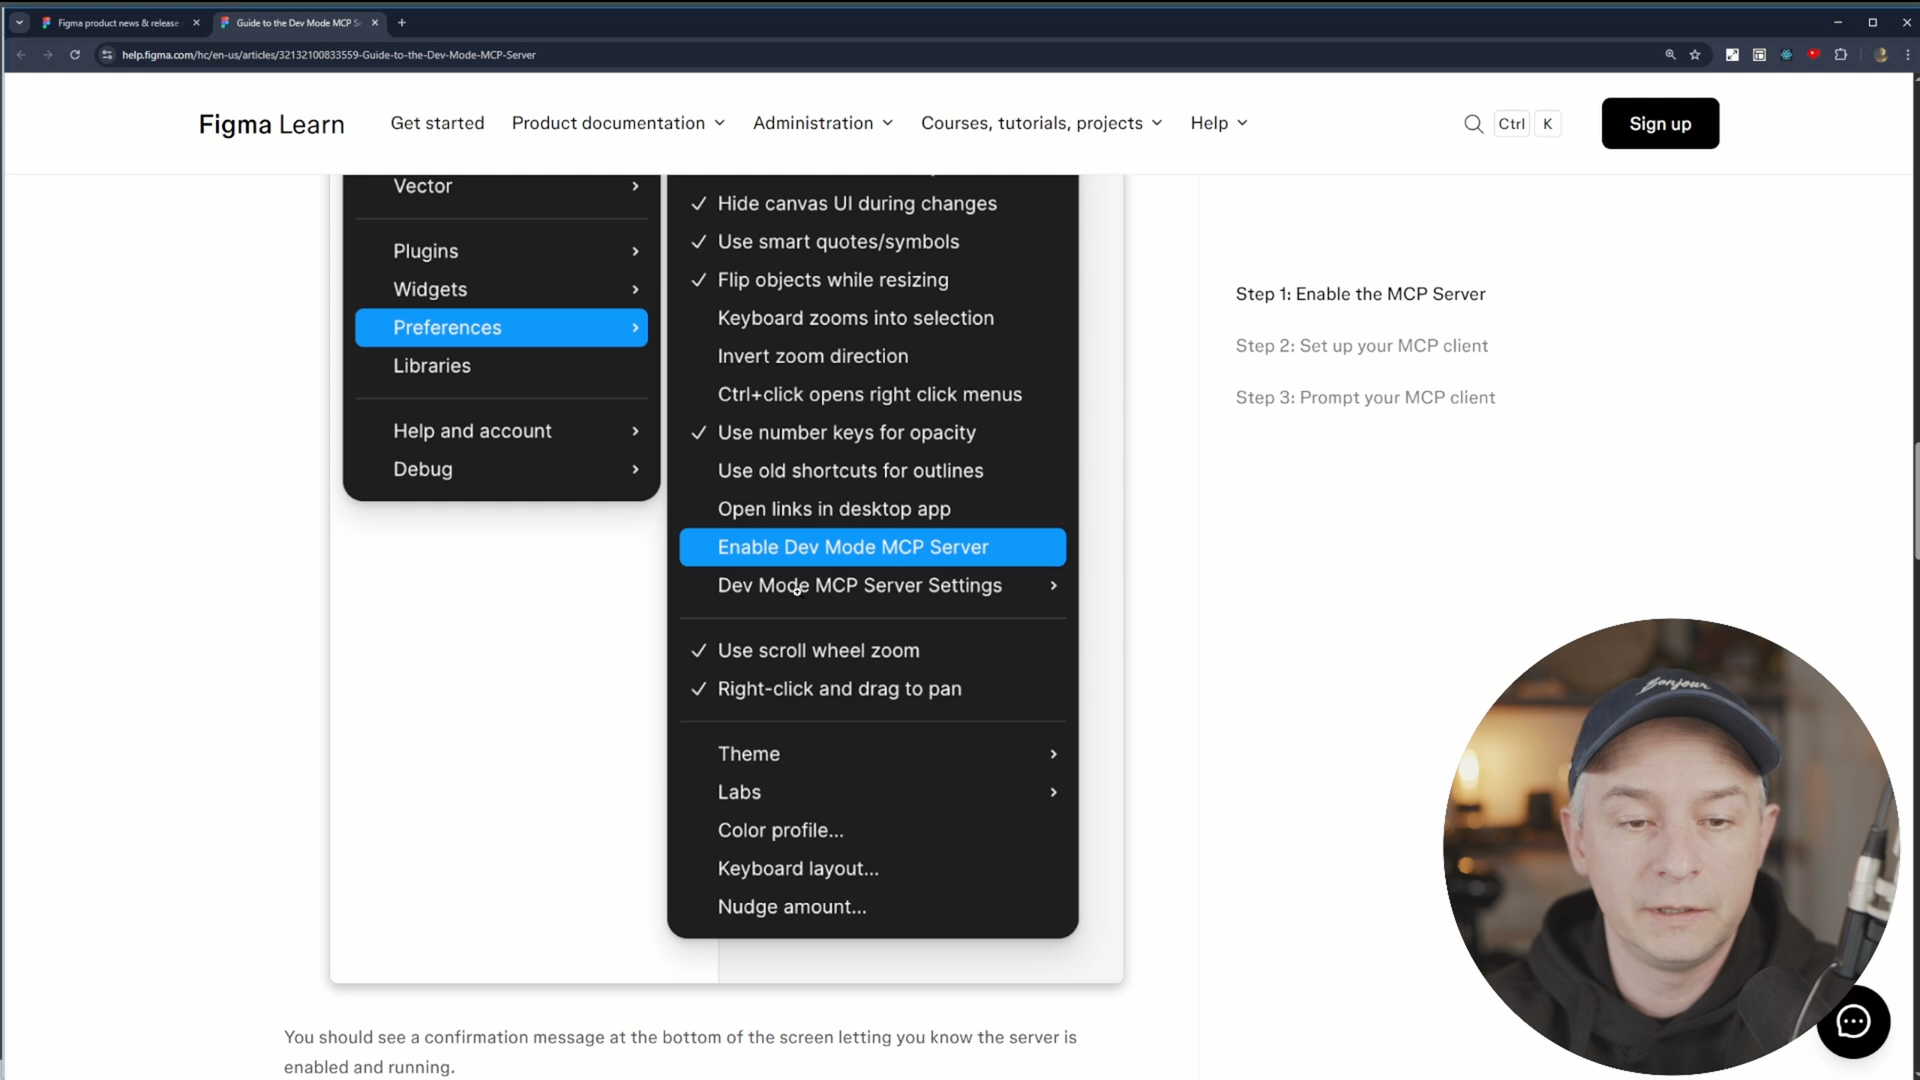 Figma product news & release
Guide to the Dev Mode MCP S
help.figma.com/hc/en-us/articles/32132100833559-Guide-to-the-Dev-Mode-MCP-Server
Figma Learn
Get started
Product documentation
Administration
Courses, tutorials, projects
Help
Ctrl
K
Sign up
Vector
Plugins
Widgets
Preferences
Libraries
Help and account
Debug
Hide canvas UI during changes
Use smart quotes/symbols
Flip objects while resizing
Keyboard zooms into selection
Invert zoom direction
Ctrl+click opens right click menus
Use number keys for opacity
Use old shortcuts for outlines
Open links in desktop app
Enable Dev Mode MCP Server
Dev Mode MCP Server Settings
Use scroll wheel zoom
Right-click and drag to pan
Theme
Labs
Color profile...
Keyboard layout...
Nudge amount...
Step 1: Enable the MCP Server
Step 2: Set up your MCP client
Step 3: Prompt your MCP client
Bonjour
You should see a confirmation message at the bottom of the screen letting you know the server is
enabled and running.